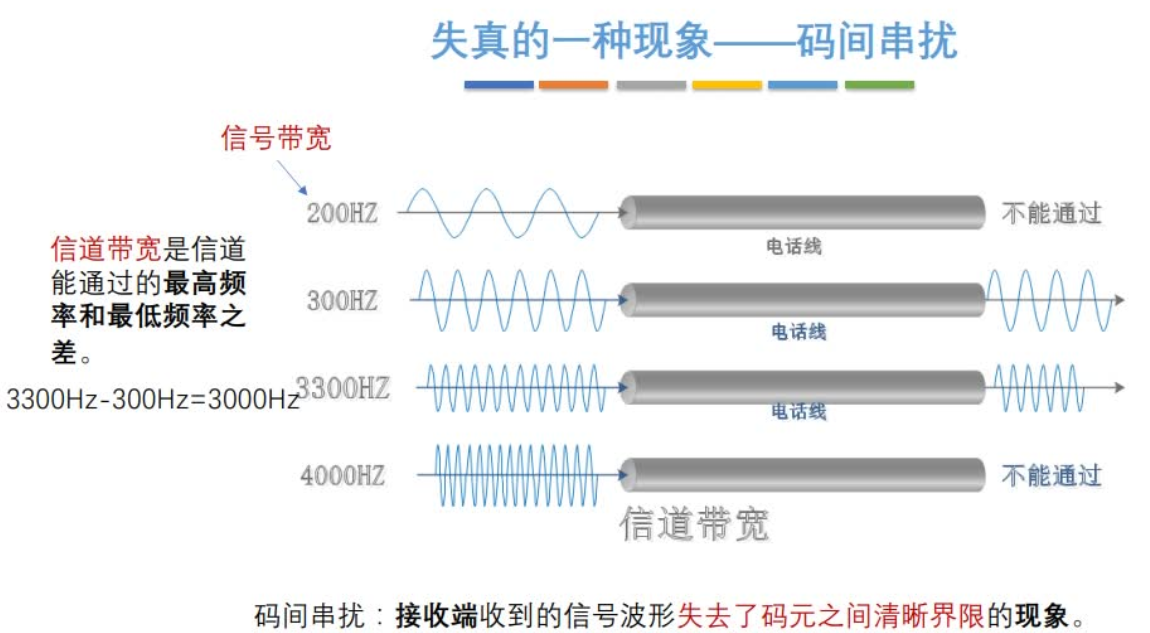 失真的一种现象——码间串扰
信号带宽
200HZ
不能通过
电话线
信道带宽是信道
能通过的最高频
率和最低频率之
差。
300HZ
电话线
3300Hz-300Hz=3000Hz
3300HZ
电话线
4000HZ
不能通过
信道带宽
码间串扰：接收端收到的信号波形失去了码元之间清晰界限的现象。